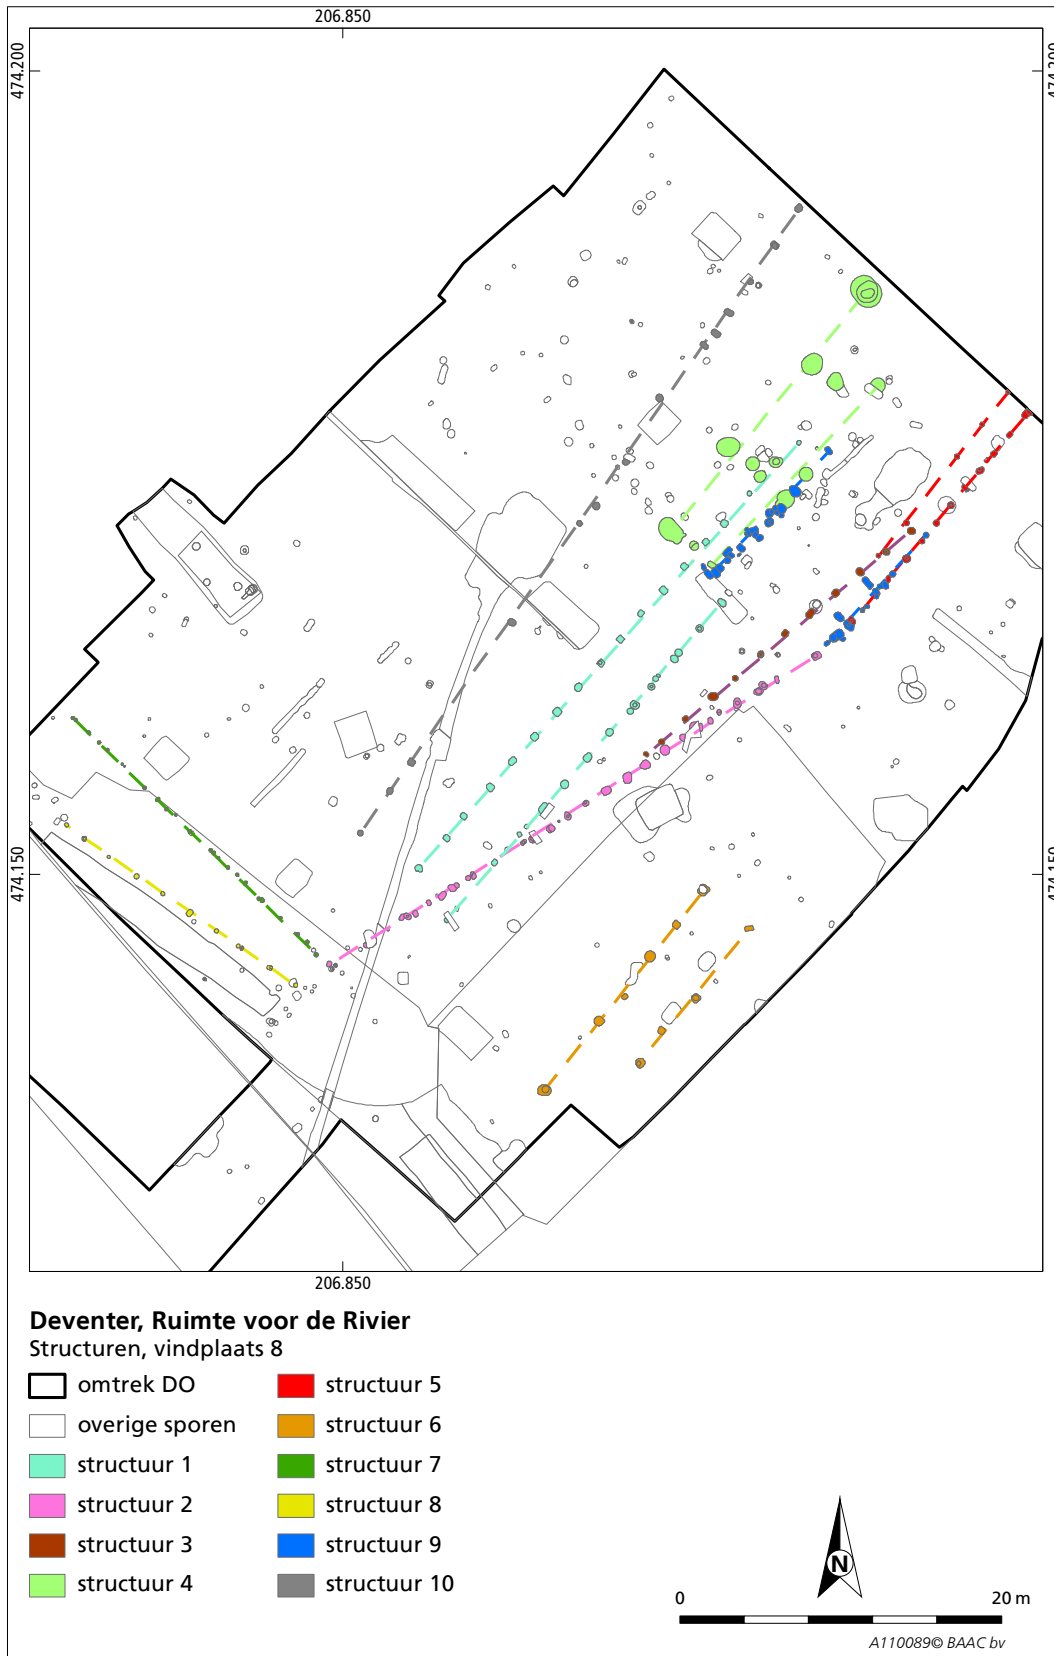 206.850
474.200
474.200
474.150
474.150
206.850
Deventer, Ruimte voor de Rivier
Structuren, vindplaats 8
omtrek DO
overige sporen
structuur 1
structuur 2
structuur 3
structuur 4
structuur 5
structuur 6
structuur 7
structuur 8
structuur 9
structuur 10
N
0 20 m
A110089© BAAC bv